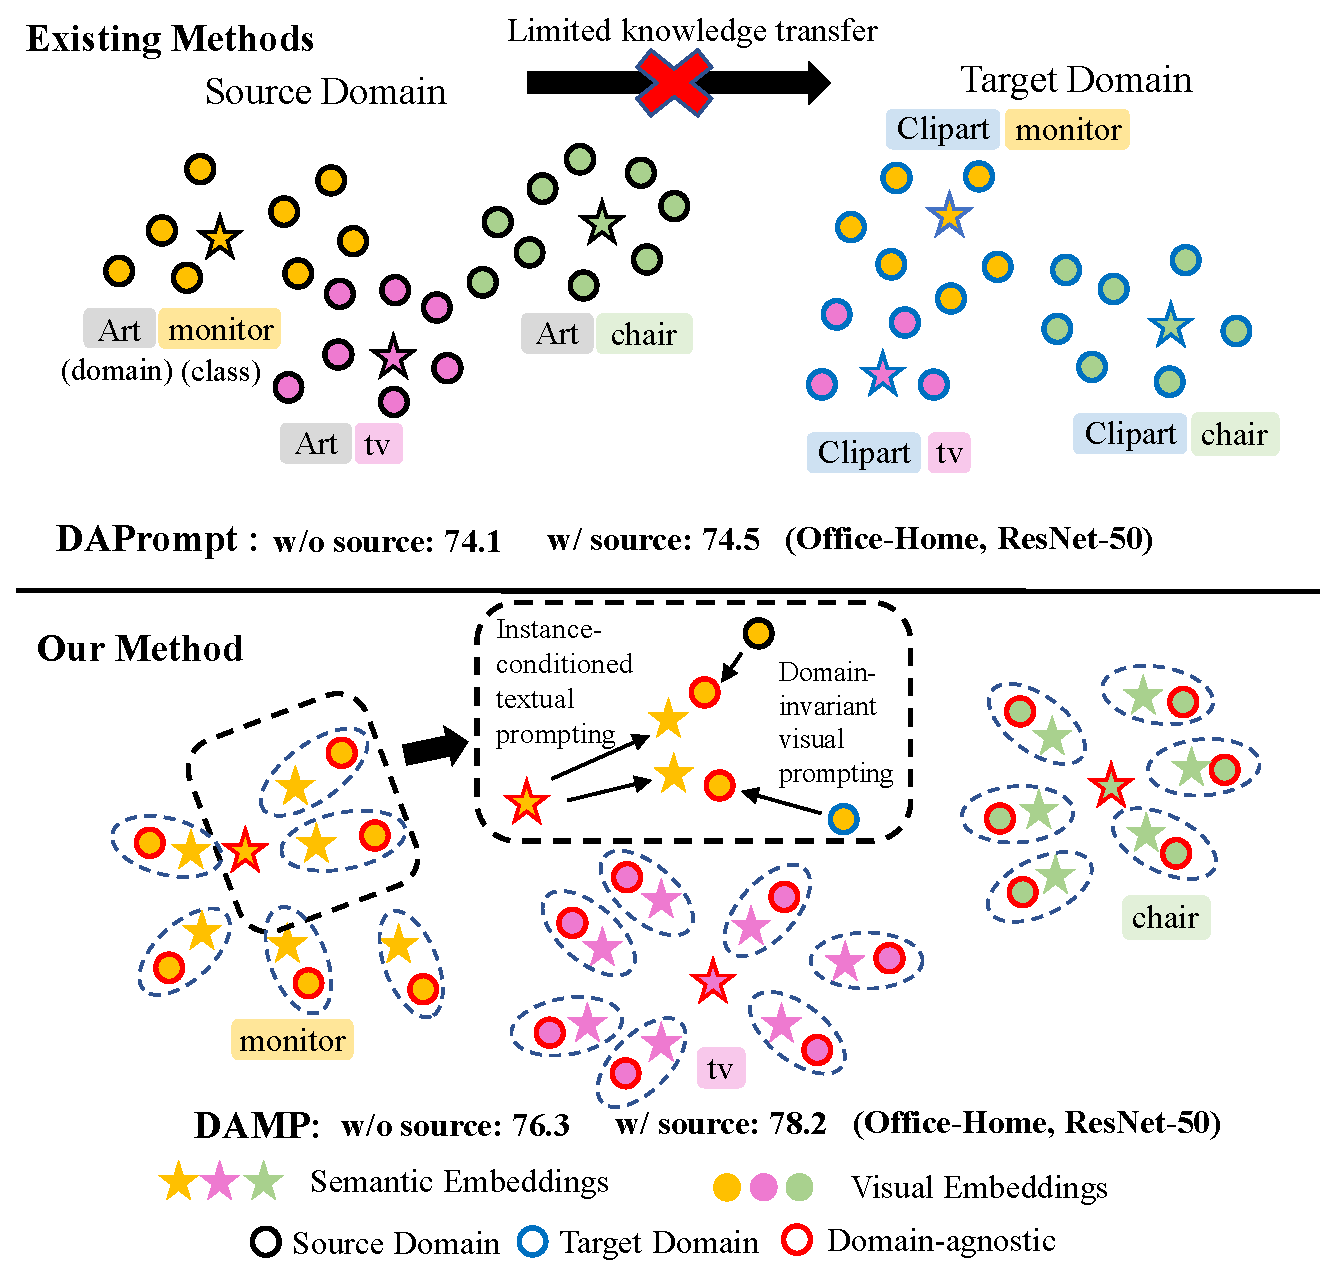 Existing Methods
Limited knowledge transfer
Source Domain
Target Domain
Clipart monitor
Art monitor
(domain) (class)
Art chair
Art tv
Clipart tv
Clipart chair
DAPrompt : w/o source: 74.1 w/ source: 74.5 (Office-Home, ResNet-50)
Our Method
Instance-
conditioned
textual
prompting
Domain-
invariant
visual
prompting
chair
monitor
tv
DAMP: w/o source: 76.3 w/ source: 78.2 (Office-Home, ResNet-50)
Semantic Embeddings Visual Embeddings
Source Domain Target Domain Domain-agnostic